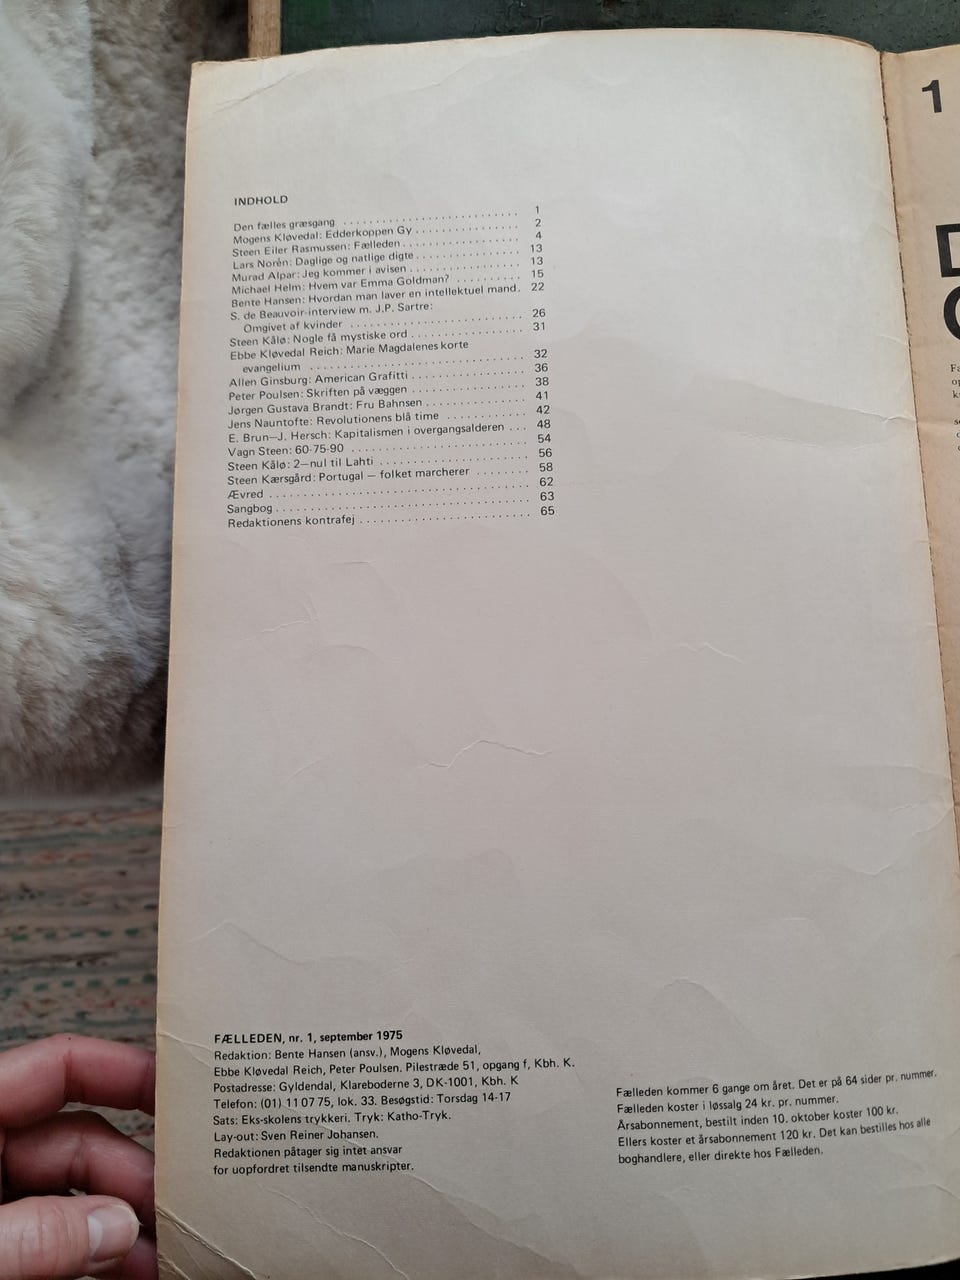 INDHOLD
Den fælles græsgang . . . . . . . . . . . . . . . . . . . . . . . . . . . 1
Mogens Kløvedal: Edderkoppen Gy . . . . . . . . . . . . . . . . 2
Steen Eiler Rasmussen: Fælleden . . . . . . . . . . . . . . . . . . 4
Lars Norén: Daglige og natlige digte . . . . . . . . . . . . . . . . 13
Murad Alpar: Jeg kommer i avisen . . . . . . . . . . . . . . . . . 13
Michael Helm: Hvem var Emma Goldman? . . . . . . . . . . 15
Bente Hansen: Hvordan man laver en intellektuel mand. 22
S. de Beauvoir-interview m. J.P. Sartre:
Omgivet af kvinder . . . . . . . . . . . . . . . . . . . . . . . . . . 26
Steen Kålø: Nogle få mystiske ord . . . . . . . . . . . . . . . . . 31
Ebbe Kløvedal Reich: Marie Magdalenes korte
evangelium . . . . . . . . . . . . . . . . . . . . . . . . . . . . . . . 32
Allen Ginsburg: American Grafitti . . . . . . . . . . . . . . . . . 36
Peter Poulsen: Skriften på væggen . . . . . . . . . . . . . . . . . 38
Jørgen Gustava Brandt: Fru Bahnsen . . . . . . . . . . . . . . . 41
Jens Nauntofte: Revolutionens blå time . . . . . . . . . . . . 42
E. Brun—J. Hersch: Kapitalismen i overgangsalderen . . . 48
Vagn Steen: 60-75-90 . . . . . . . . . . . . . . . . . . . . . . . . . . 54
Steen Kålø: 2—nul til Lahti . . . . . . . . . . . . . . . . . . . . . . 56
Steen Kærsgård: Portugal — folket marcherer . . . . . . . . 58
Ævred . . . . . . . . . . . . . . . . . . . . . . . . . . . . . . . . . . . . . 62
Sangbog . . . . . . . . . . . . . . . . . . . . . . . . . . . . . . . . . . . . 63
Redaktionens kontrafej . . . . . . . . . . . . . . . . . . . . . . . . . 65
FÆLLEDEN, nr. 1, september 1975
Redaktion: Bente Hansen (ansv.), Mogens Kløvedal,
Ebbe Kløvedal Reich, Peter Poulsen. Pilestræde 51, opgang f, Kbh. K.
Postadresse: Gyldendal, Klareboderne 3, DK-1001, Kbh. K
Telefon: (01) 11 07 75, lok. 33. Besøgstid: Torsdag 14-17
Sats: Eks-skolens trykkeri. Tryk: Katho-Tryk.
Lay-out: Sven Reiner Johansen.
Redaktionen påtager sig intet ansvar
for uopfordret tilsendte manuskripter.
Fælleden kommer 6 gange om året. Det er på 64 sider pr. nummer.
Fælleden koster i løssalg 24 kr. pr. nummer.
Årsabonnement, bestilt inden 10. oktober koster 100 kr.
Ellers koster et årsabonnement 120 kr. Det kan bestilles hos alle
boghandlere, eller direkte hos Fælleden.
1